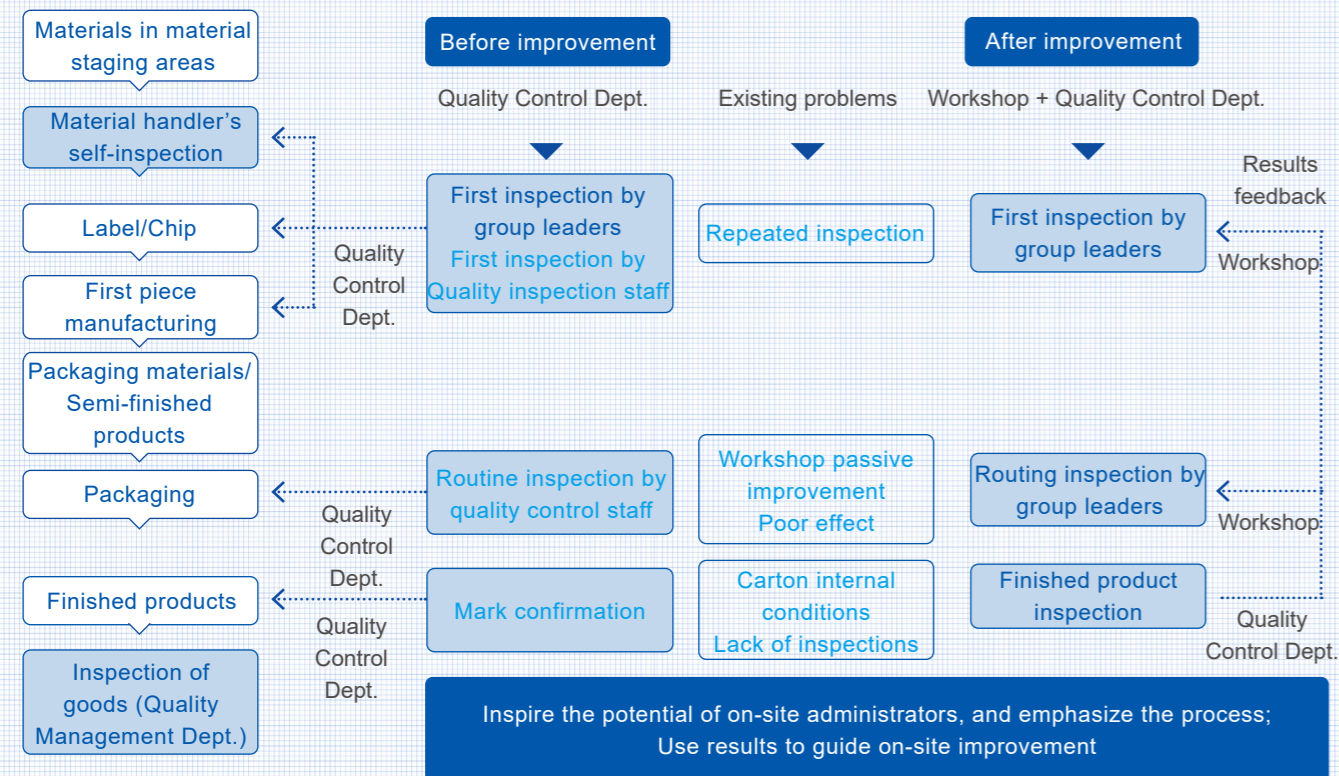 Materials in material
staging areas
Material handler's
self-inspection
Label/Chip
First piece
manufacturing
Packaging materials/
Semi-finished
products
Packaging
Finished products
Inspection of
goods (Quality
Management Dept.)
Quality
Control
Dept.
Quality
Control
Dept.
Quality
Control
Dept.
Before improvement
Quality Control Dept.
First inspection by
group leaders
First inspection by
Quality inspection staff
Routine inspection by
quality control staff
Mark confirmation
Existing problems
Repeated inspection
Workshop passive
improvement
Poor effect
Carton internal
conditions
Lack of inspections
After improvement
Workshop + Quality Control Dept.
First inspection by
group leaders
Routing inspection by
group leaders
Finished product
inspection
Results
feedback
Workshop
Workshop
Quality
Control Dept.
Inspire the potential of on-site administrators, and emphasize the process;
Use results to guide on-site improvement